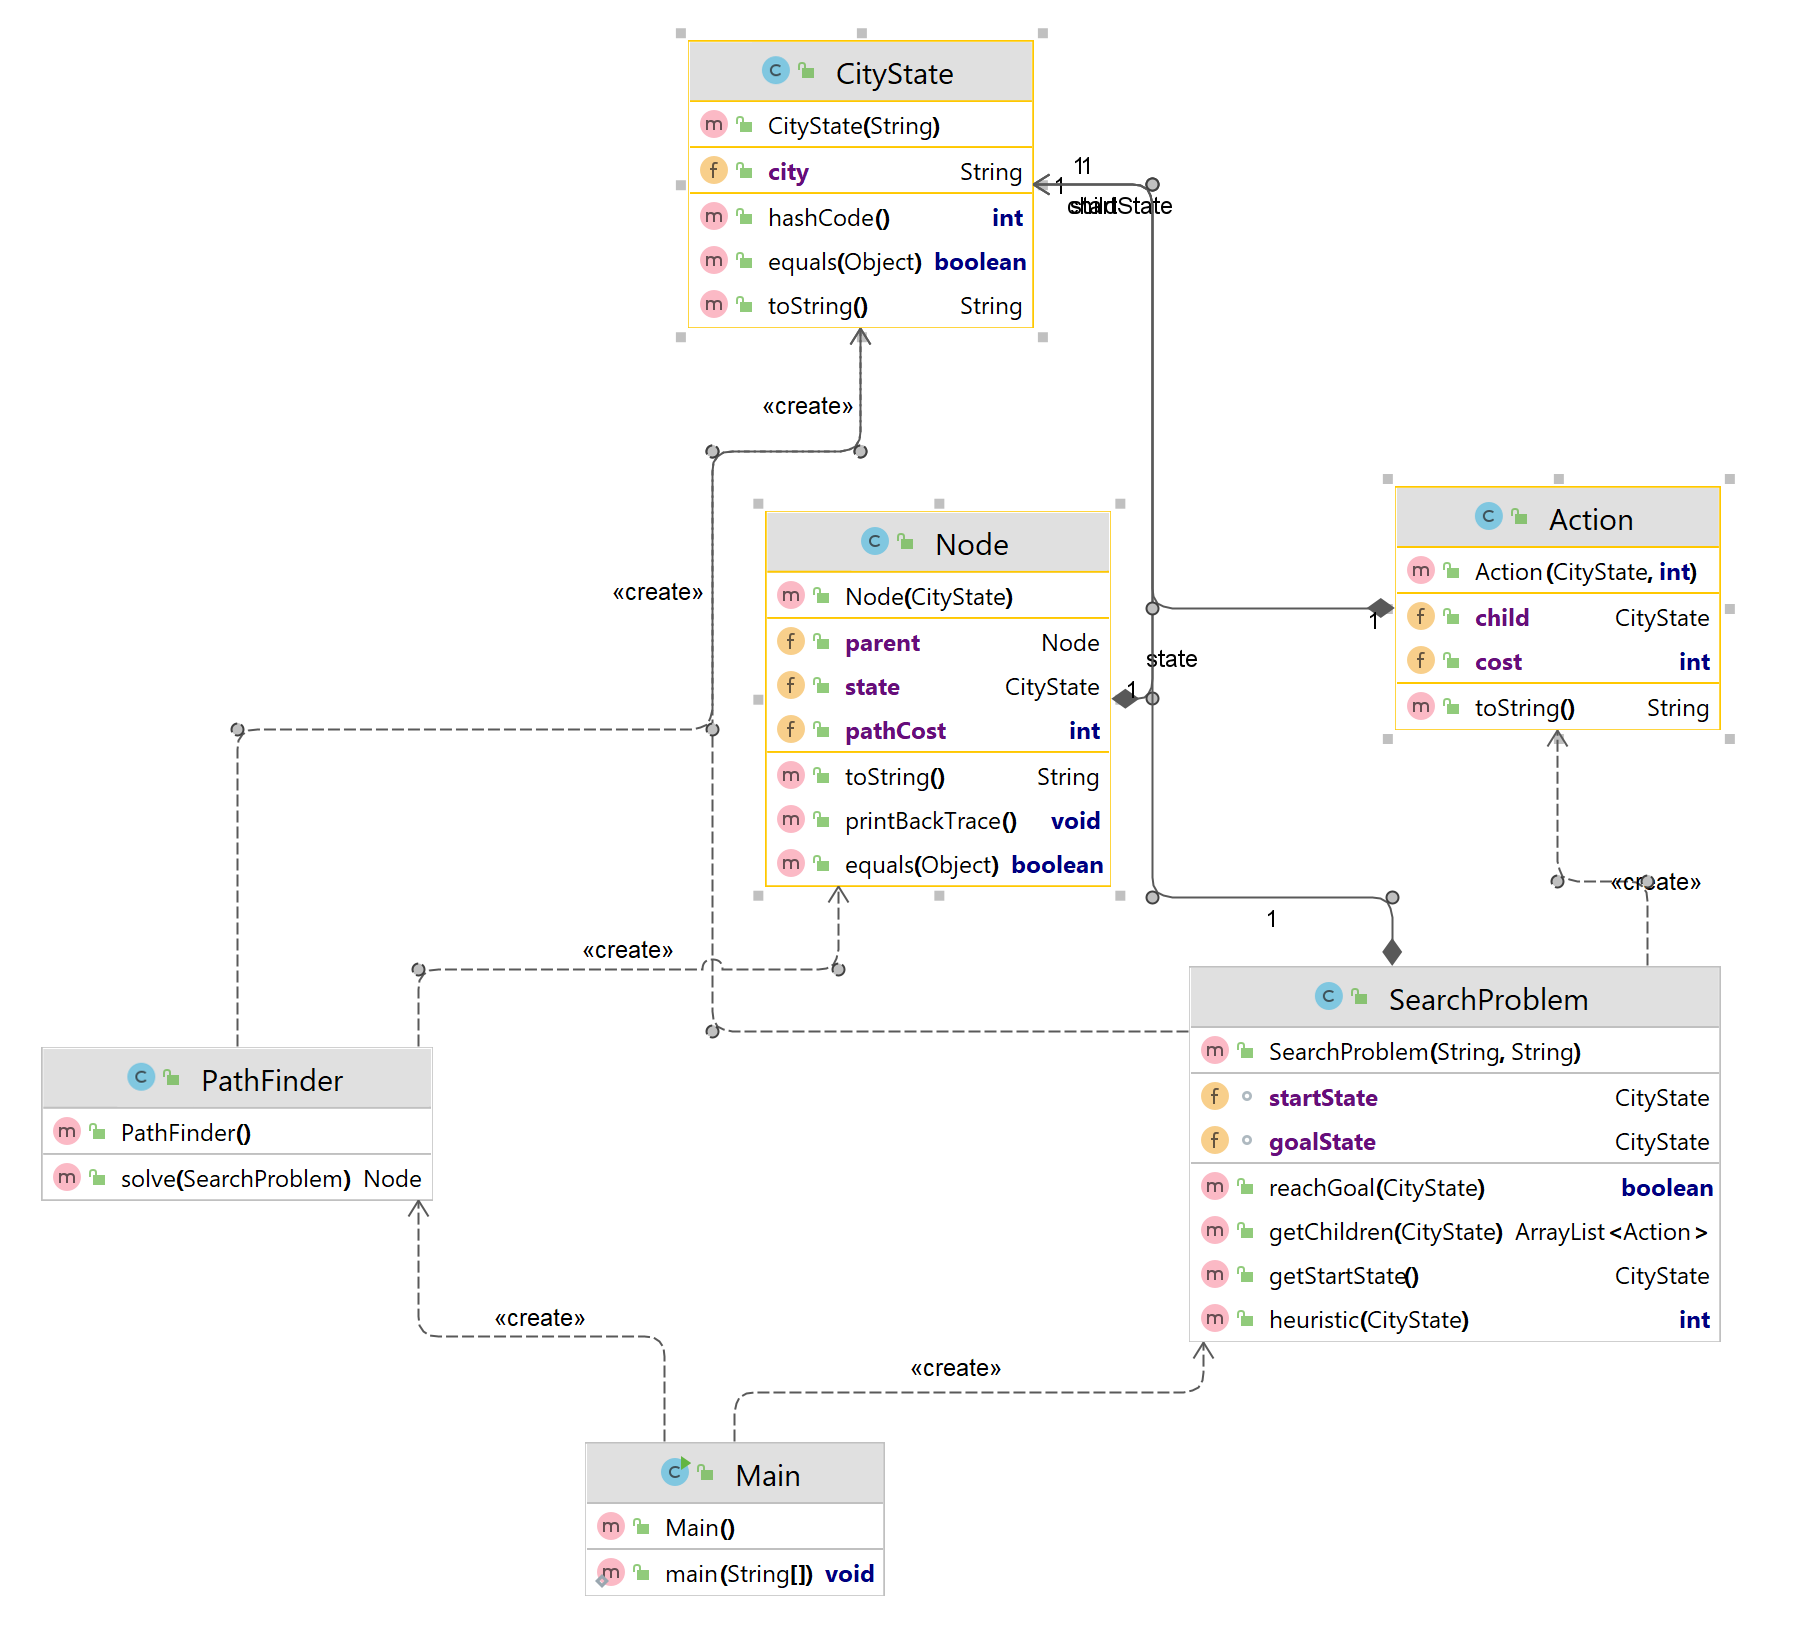 CityState
CityState(String)
city String
hashCode() int
equals(Object) boolean
toString() String
11
1
startState
«create»
«create»
Node
Node(CityState)
parent Node
state CityState
pathCost int
toString() String
printBackTrace() void
equals(Object) boolean
Action
Action(CityState, int)
child CityState
cost int
toString() String
1
state
1
«create»
1
«create»
SearchProblem
SearchProblem(String, String)
startState CityState
goalState CityState
reachGoal(CityState) boolean
getChildren(CityState) ArrayList<Action>
getStartState() CityState
heuristic(CityState) int
PathFinder
PathFinder()
solve(SearchProblem) Node
«create»
«create»
Main
Main()
main(String[]) void